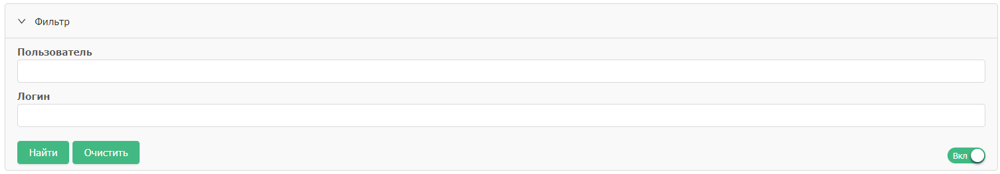 Фильтр
Пользователь
Логин
Найти Очистить Вкл